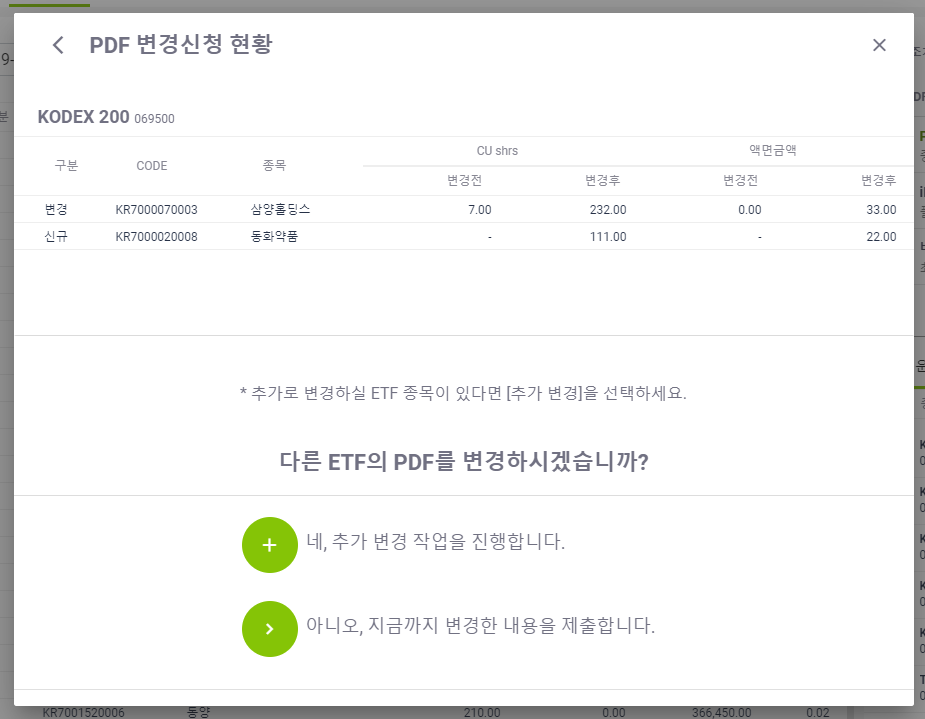 PDF 변경신청 현황
KODEX 200 069500
구분 CODE 종목 CU shrs 액면금액
변경전 변경후 변경전 변경후
변경 KR7000070003 삼양홀딩스 7.00 232.00 0.00 33.00
신규 KR7000020008 동화약품 - 111.00 - 22.00
* 추가로 변경하실 ETF 종목이 있다면 [추가 변경]을 선택하세요.
다른 ETF의 PDF를 변경하시겠습니까?
네, 추가 변경 작업을 진행합니다.
아니오, 지금까지 변경한 내용을 제출합니다.
KR7001520006 동양 210.00 0.00 366,450.00 0.02